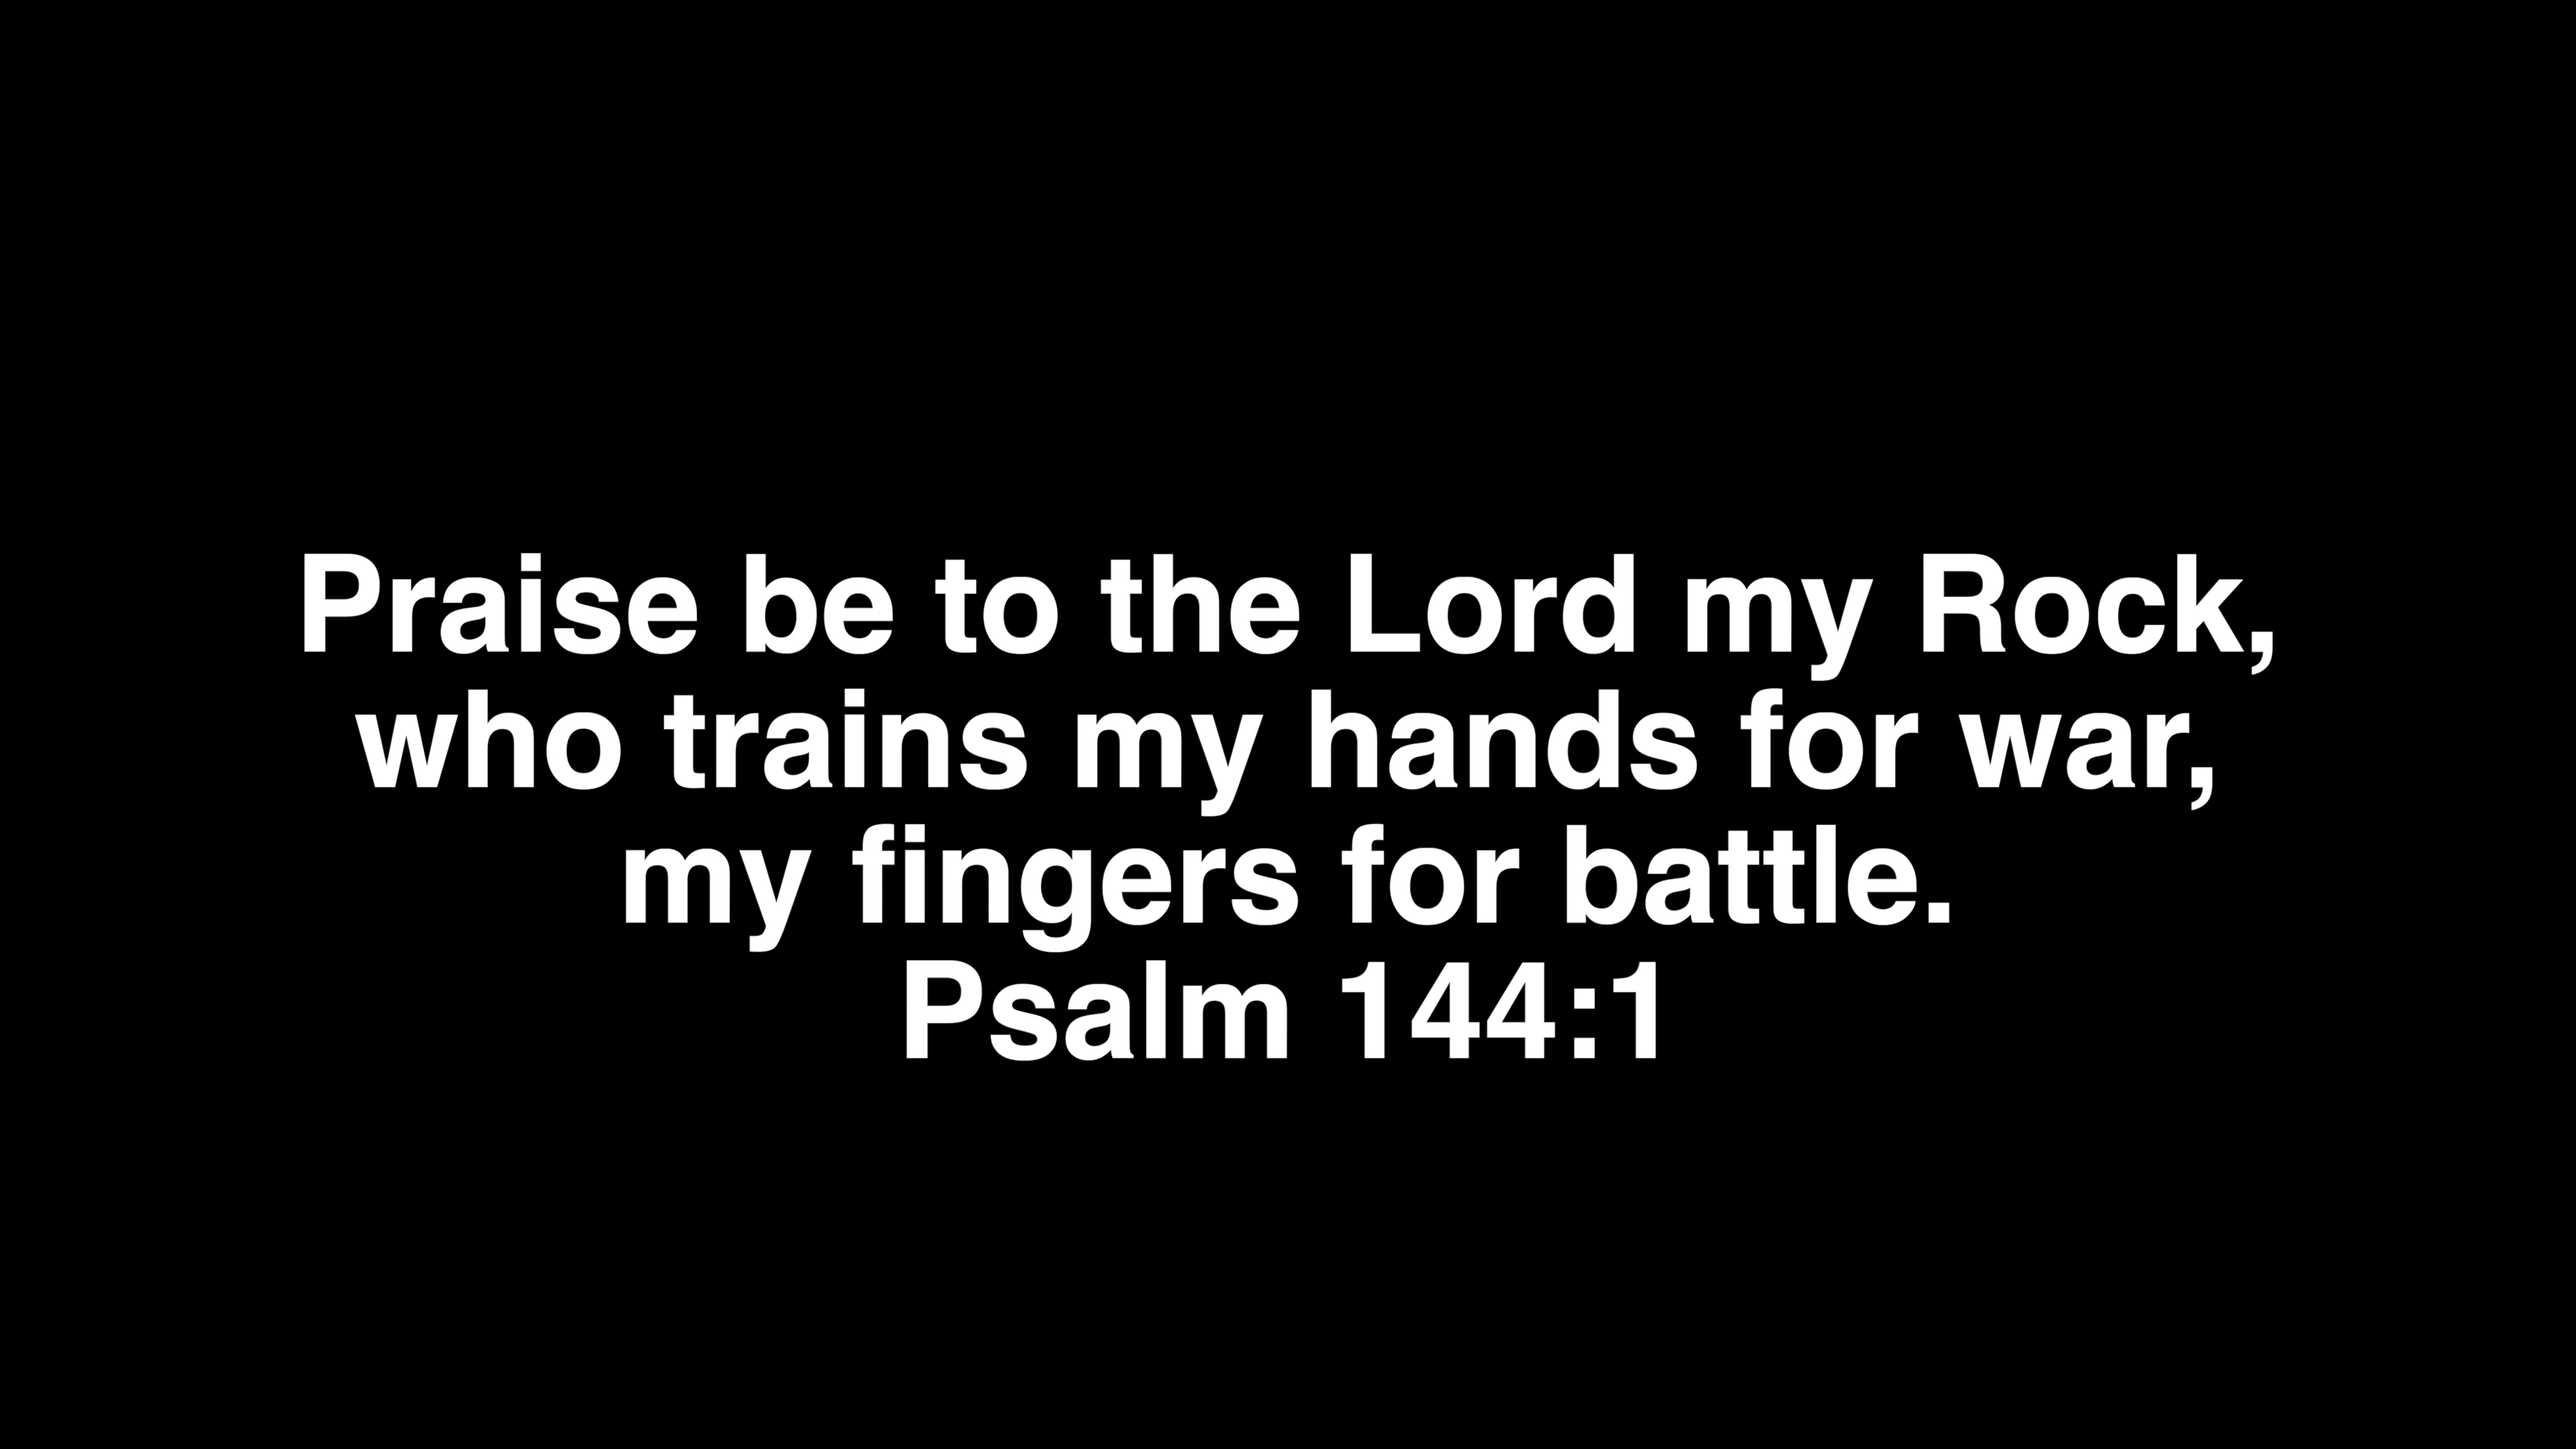 Praise be to the Lord my Rock,
who trains my hands for war,
my fingers for battle.
Psalm 144:1